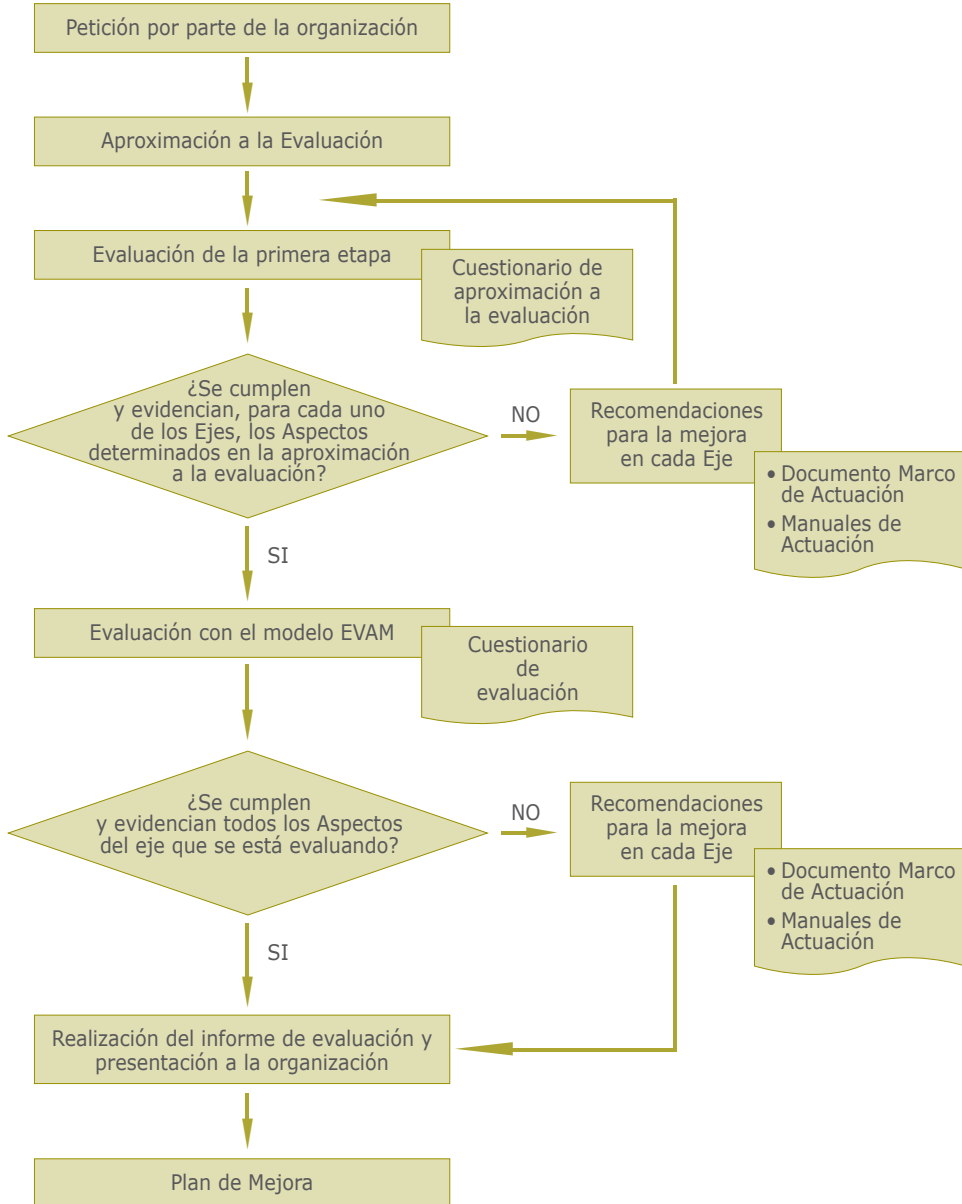 Petición por parte de la organización
Aproximación a la Evaluación
Evaluación de la primera etapa
Cuestionario de
aproximación a
la evaluación
¿Se cumplen
y evidencian, para cada uno
de los Ejes, los Aspectos
determinados en la aproximación
a la evaluación?
NO
Recomendaciones
para la mejora
en cada Eje
• Documento Marco
de Actuación
• Manuales de
Actuación
SI
Evaluación con el modelo EVAM
Cuestionario
de
evaluación
¿Se cumplen
y evidencian todos los Aspectos
del eje que se está evaluando?
NO
Recomendaciones
para la mejora
en cada Eje
• Documento Marco
de Actuación
• Manuales de
Actuación
SI
Realización del informe de evaluación y
presentación a la organización
Plan de Mejora